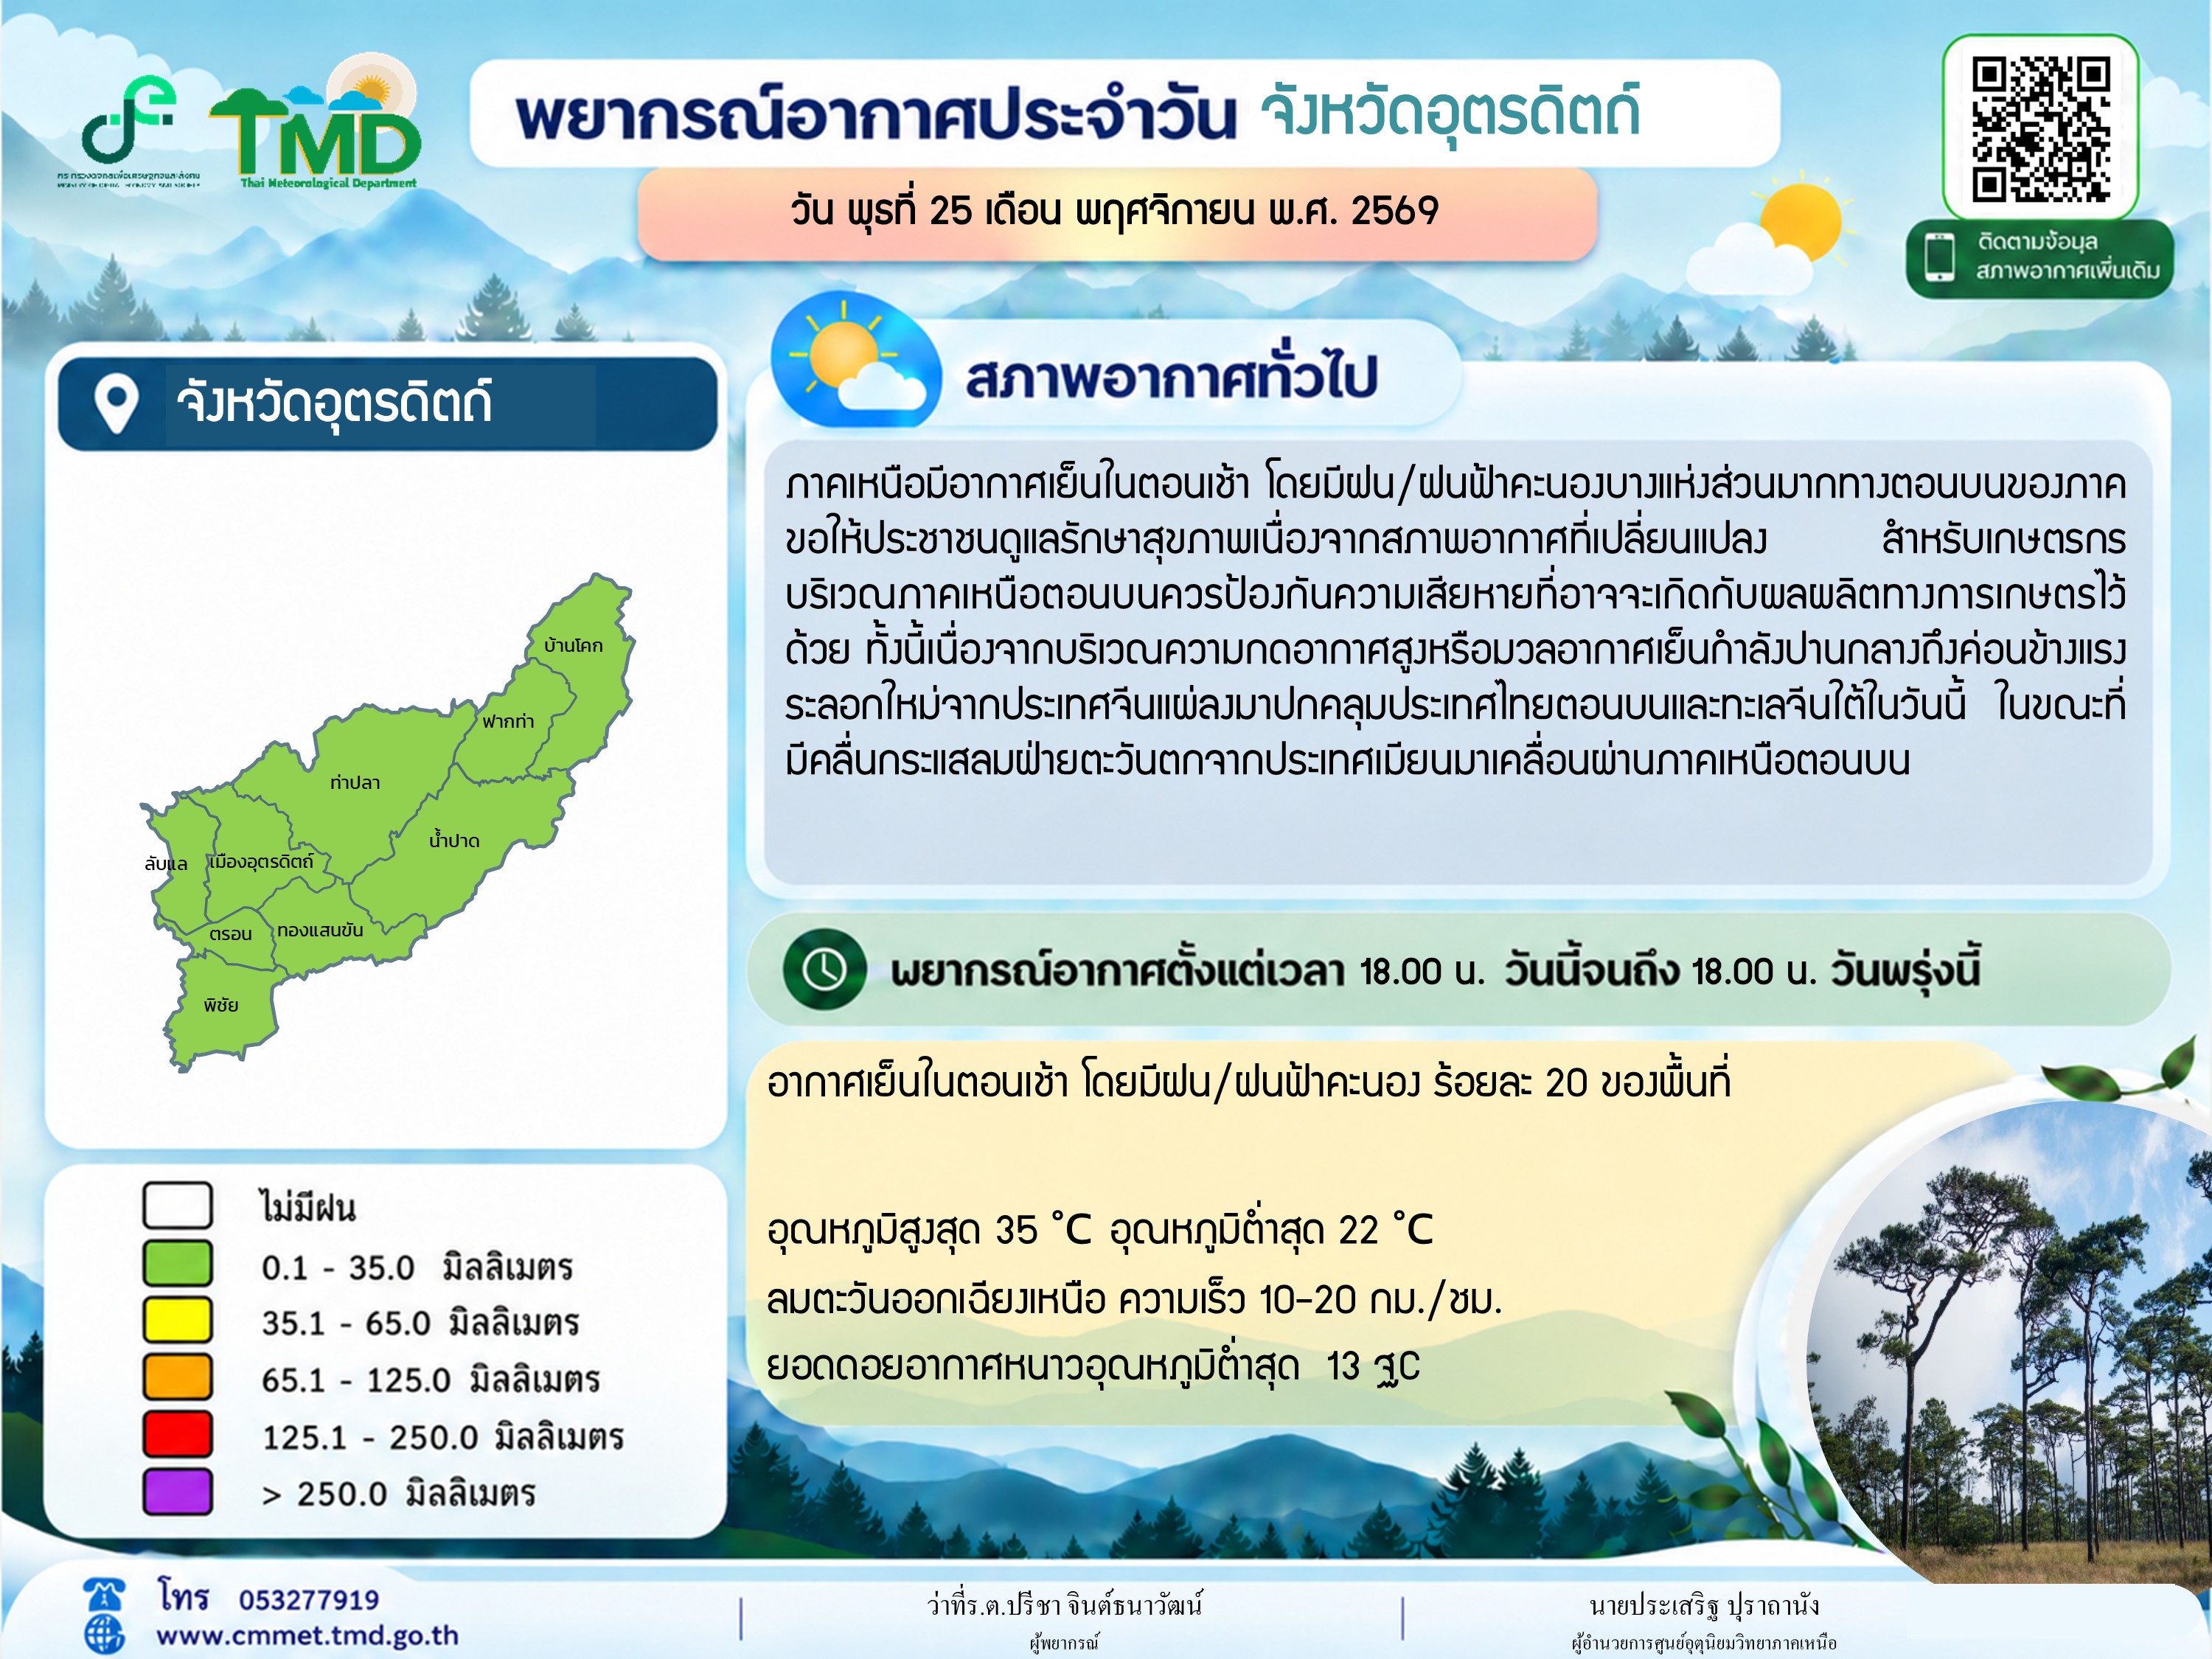 พยากรณ์อากาศประจำวัน จังหวัดอุตรดิตถ์
TMD
Thai Meteorological Department
วัน พุธที่ 25 เดือน พฤศจิกายน พ.ศ. 2569
ติดตามข้อมูล
สภาพอากาศเพิ่มเติม
จังหวัดอุตรดิตถ์
บ้านโคก
ฟากท่า
ท่าปลา
น้ำปาด
ลับแล
เมืองอุตรดิตถ์
ตรอน
ทองแสนขัน
พิชัย
ไม่มีฝน
0.1 - 35.0 มิลลิเมตร
35.1 - 65.0 มิลลิเมตร
65.1 - 125.0 มิลลิเมตร
125.1 - 250.0 มิลลิเมตร
> 250.0 มิลลิเมตร
สภาพอากาศทั่วไป
ภาคเหนือมีอากาศเย็นในตอนเช้า โดยมีฝน/ฝนฟ้าคะนองบางแห่งส่วนมากทางตอนบนของภาค
ขอให้ประชาชนดูแลรักษาสุขภาพเนื่องจากสภาพอากาศที่เปลี่ยนแปลง สำหรับเกษตรกร
บริเวณภาคเหนือตอนบนควรป้องกันความเสียหายที่อาจจะเกิดกับผลผลิตทางการเกษตรไว้
ด้วย ทั้งนี้เนื่องจากบริเวณความกดอากาศสูงหรือมวลอากาศเย็นกำลังปานกลางถึงค่อนข้างแรง
ระลอกใหม่จากประเทศจีนแผ่ลงมาปกคลุมประเทศไทยตอนบนและทะเลจีนใต้ในวันนี้ ในขณะที่
มีคลื่นกระแสลมฝ่ายตะวันตกจากประเทศเมียนมาเคลื่อนผ่านภาคเหนือตอนบน
พยากรณ์อากาศตั้งแต่เวลา 18.00 น. วันนี้จนถึง 18.00 น. วันพรุ่งนี้
อากาศเย็นในตอนเช้า โดยมีฝน/ฝนฟ้าคะนอง ร้อยละ 20 ของพื้นที่
อุณหภูมิสูงสุด 35 °C อุณหภูมิต่ำสุด 22 °C
ลมตะวันออกเฉียงเหนือ ความเร็ว 10-20 กม./ชม.
ยอดดอยอากาศหนาวอุณหภูมิต่ำสุด 13 ฐC
โทร 053277919
www.cmmet.tmd.go.th
ว่าที่ร.ต.ปรีชา จินต์ธนาวัฒน์
ผู้พยากรณ์
นายประเสริฐ ปุราถานัง
ผู้อำนวยการศูนย์อุตุนิยมวิทยาภาคเหนือ